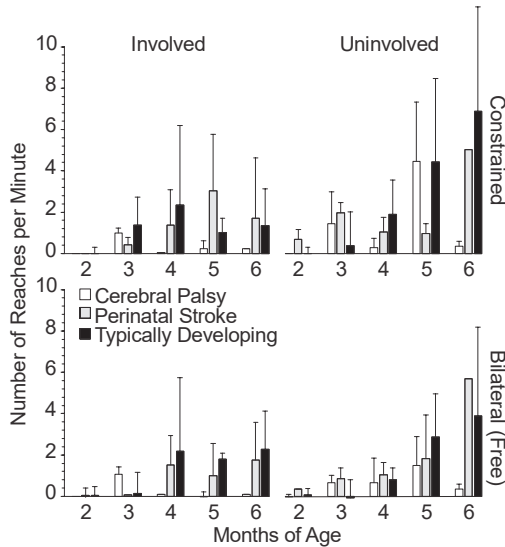 Involved
Uninvolved
Number of Reaches per Minute
10
8
6
4
2
0
2 3 4 5 6
2 3 4 5 6
Constrained
Cerebral Palsy
Perinatal Stroke
Typically Developing
10
8
6
4
2
0
2 3 4 5 6
2 3 4 5 6
Bilateral (Free)
Months of Age